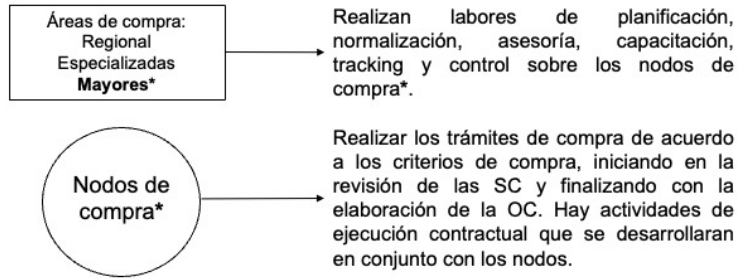 Áreas de compra:
Regional
Especializadas
Mayores*
Realizan labores de planificación,
normalización, asesoría, capacitación,
tracking y control sobre los nodos de
compra*.
Nodos de
compra*
Realizar los trámites de compra de acuerdo
a los criterios de compra, iniciando en la
revisión de las SC y finalizando con la
elaboración de la OC. Hay actividades de
ejecución contractual que se desarrollaran
en conjunto con los nodos.